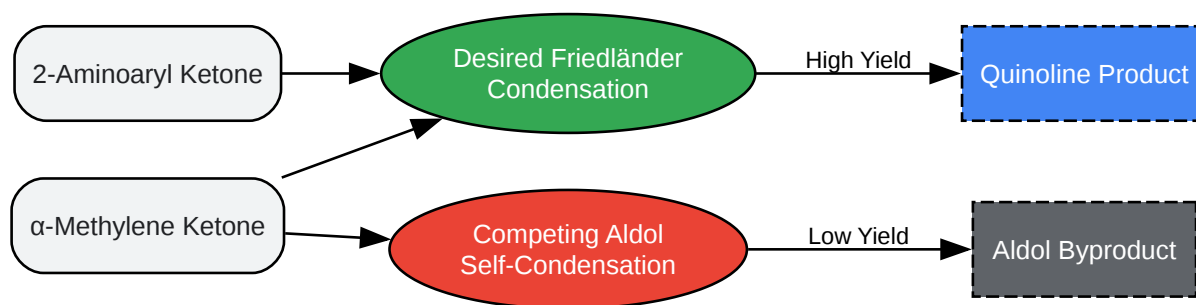 2-Aminoaryl Ketone
Desired Friedländer
Condensation
High Yield
Quinoline Product
α-Methylene Ketone
Competing Aldol
Self-Condensation
Low Yield
Aldol Byproduct